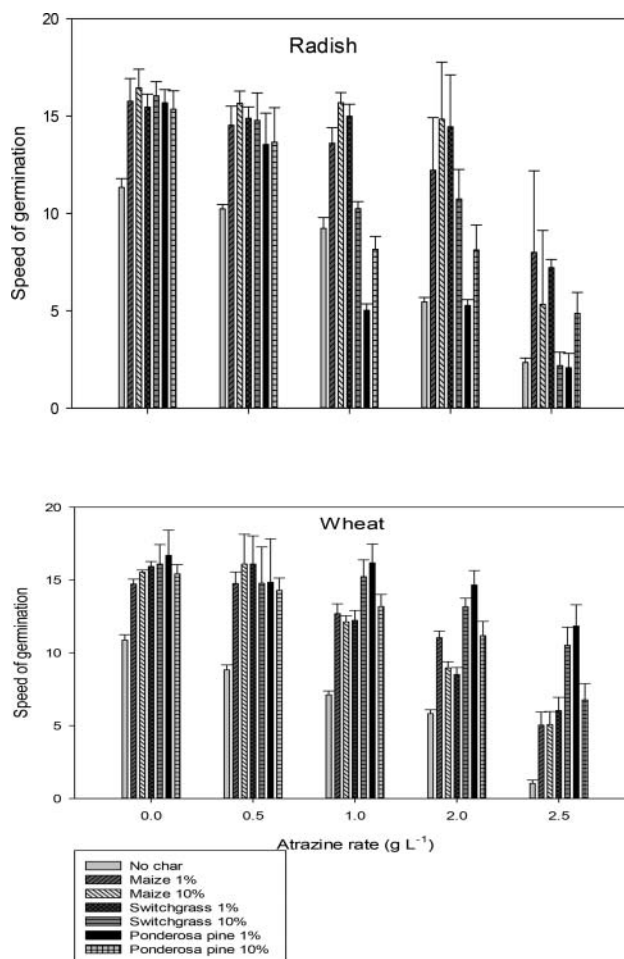 20
Radish
15
10
5
0
Speed of germination
20
Wheat
15
10
5
0
Speed of germination
0.0 0.5 1.0 2.0 2.5
Atrazine rate (g L⁻¹)
No char
Maize 1%
Maize 10%
Switchgrass 1%
Switchgrass 10%
Ponderosa pine 1%
Ponderosa pine 10%